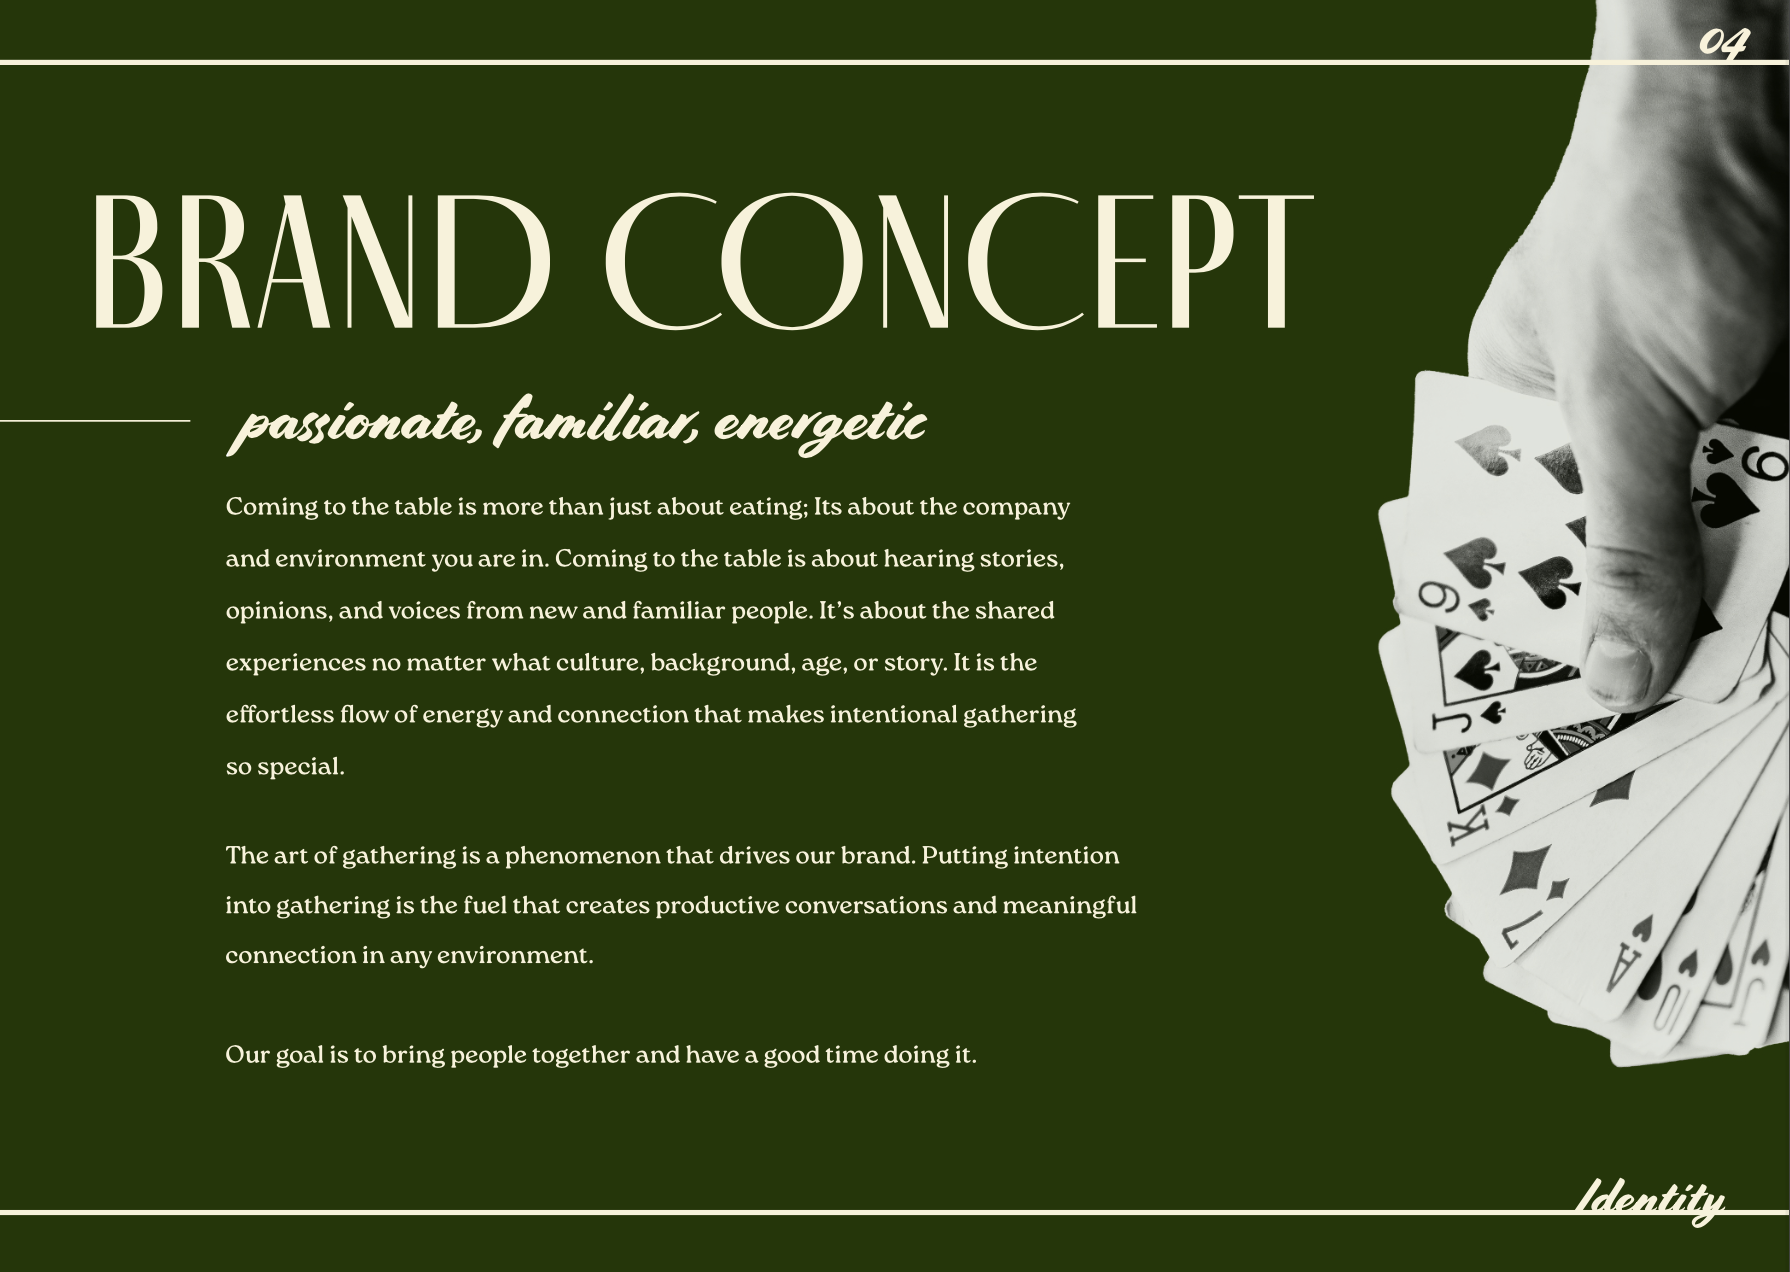 04
BRAND CONCEPT
passionate, familiar, energetic
Coming to the table is more than just about eating; Its about the company
and environment you are in. Coming to the table is about hearing stories,
opinions, and voices from new and familiar people. It’s about the shared
experiences no matter what culture, background, age, or story. It is the
effortless flow of energy and connection that makes intentional gathering
so special.
The art of gathering is a phenomenon that drives our brand. Putting intention
into gathering is the fuel that creates productive conversations and meaningful
connection in any environment.
Our goal is to bring people together and have a good time doing it.
6
9
J
K
7
A
10
J
Identity